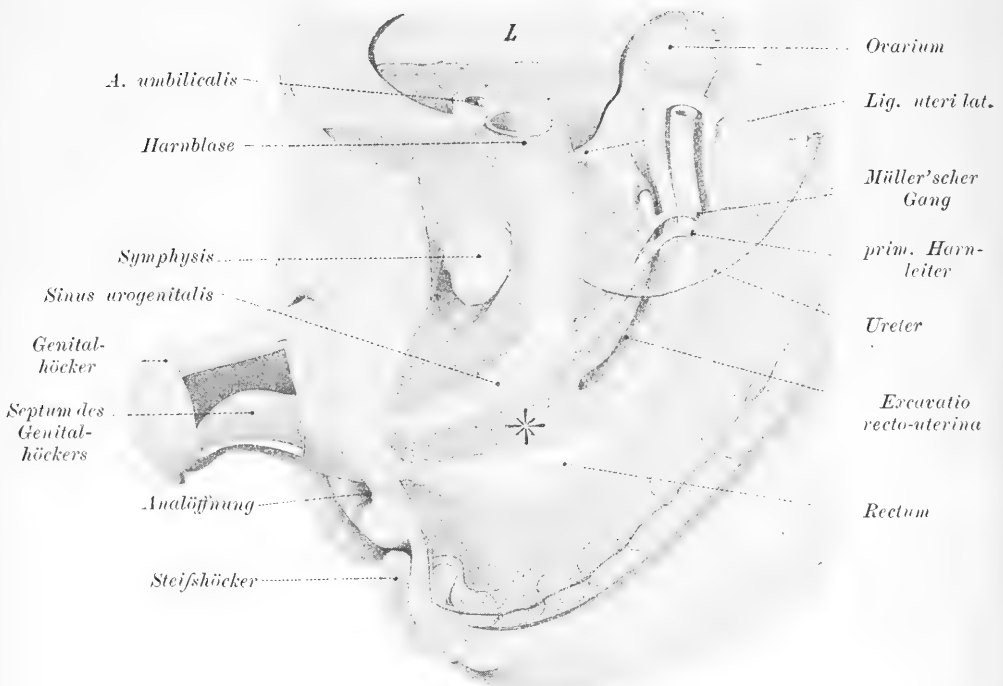 L
A. umbilicalis
Harnblase
Symphysis
Sinus urogenitalis
Genital-
höcker
Septum des
Genital-
höckers
Analöffnung
Steißshöcker
Ovarium
Lig. uteri lat.
Müller'scher
Gang
prim. Harn-
leiter
Ureter
Excavatio
recto-uterina
Rectum